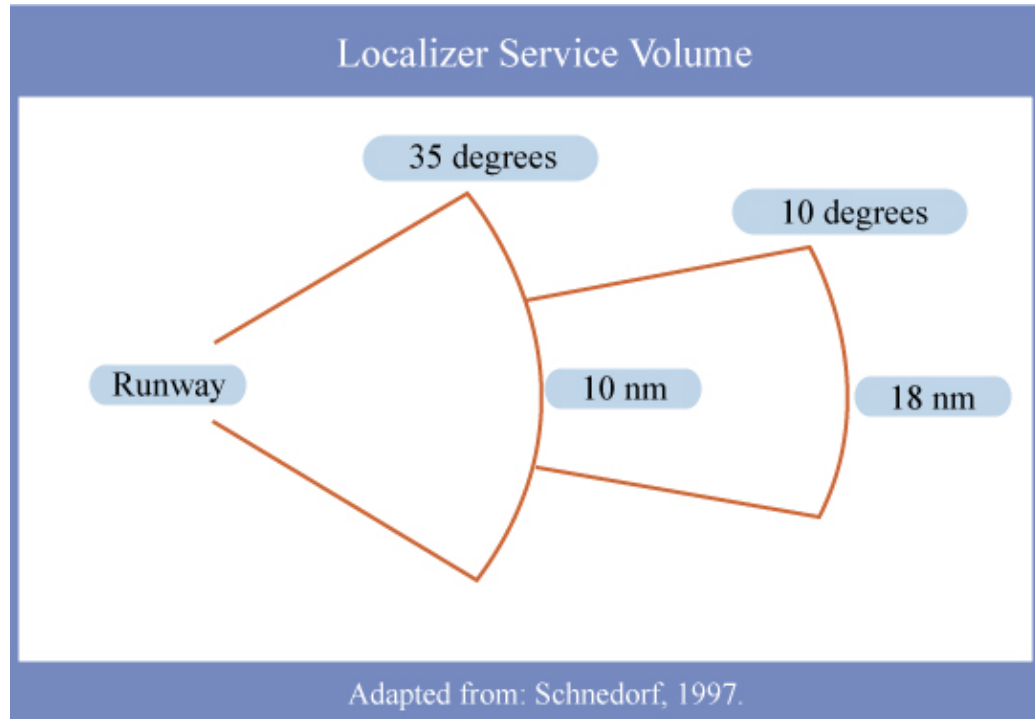 Localizer Service Volume
35 degrees
10 degrees
Runway
10 nm
18 nm
Adapted from: Schnedorf, 1997.